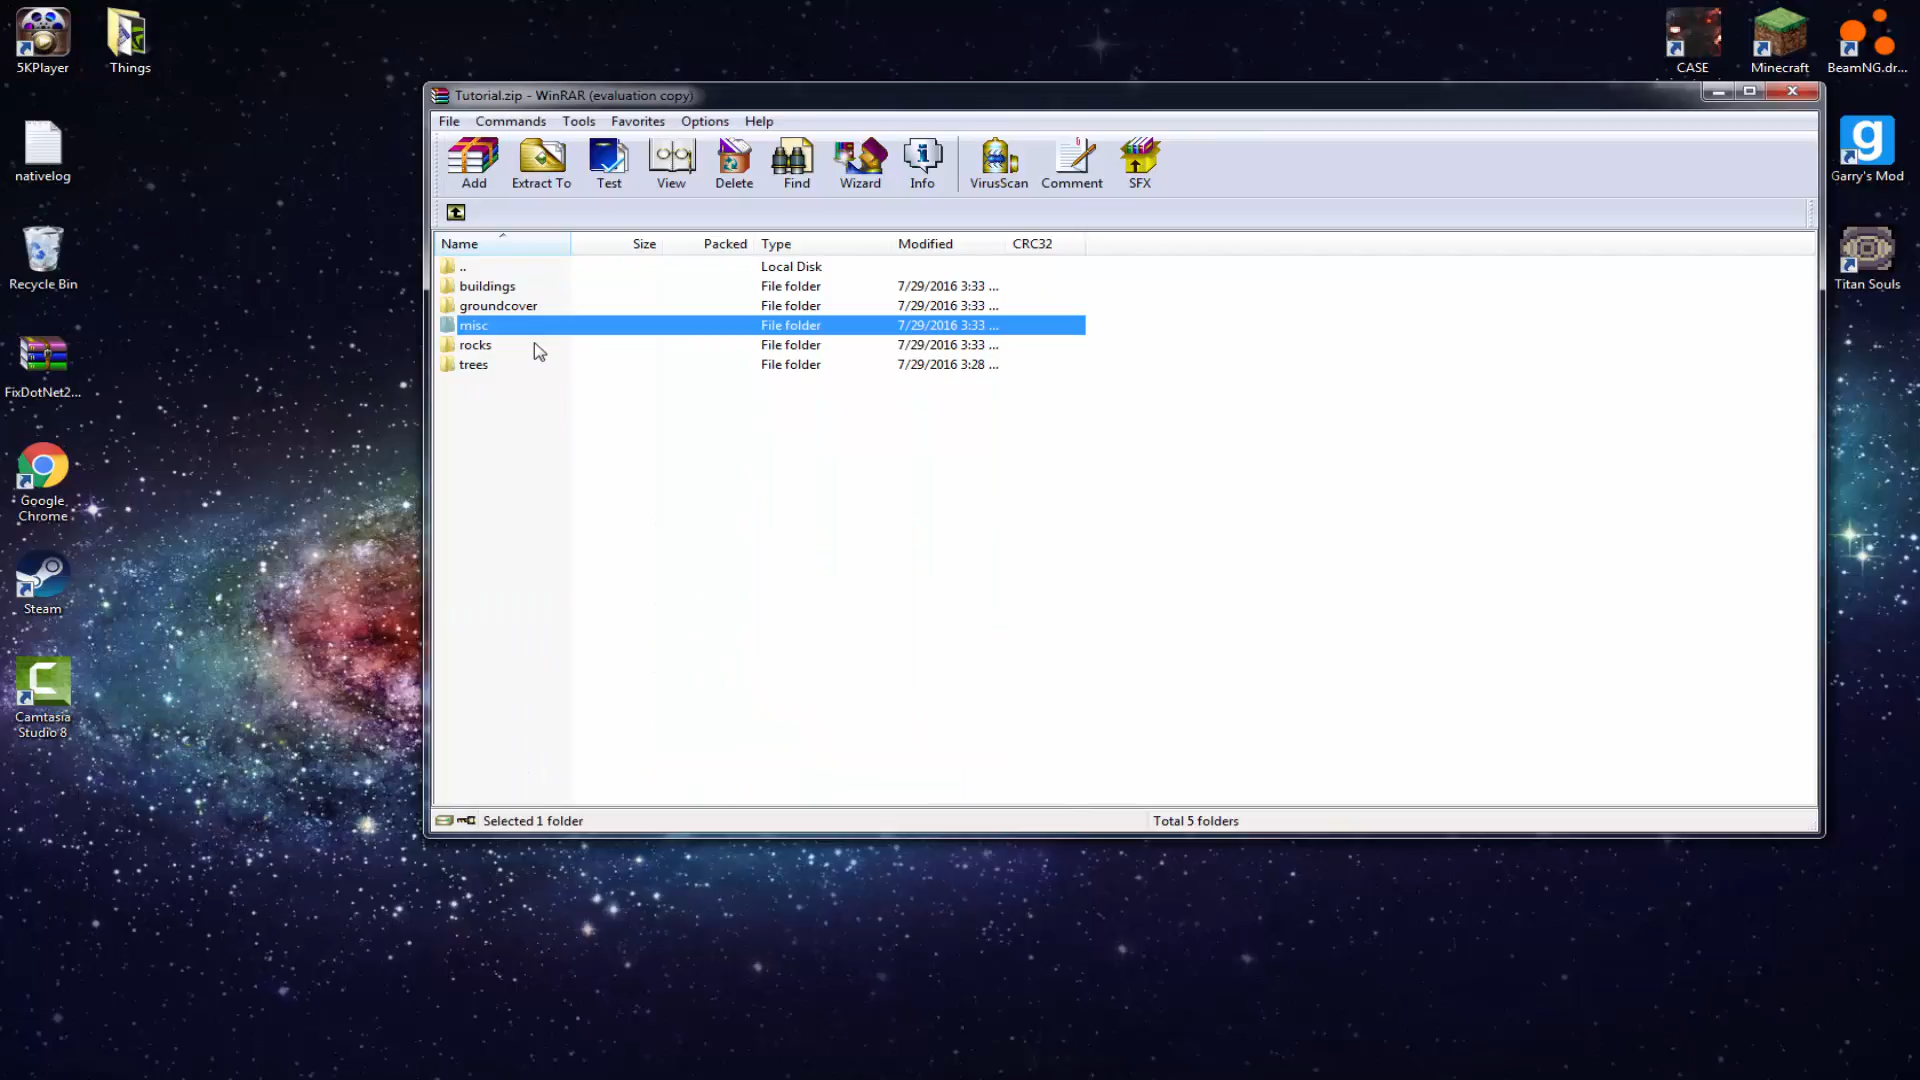 5KPlayer
Things
CASE
Minecraft
BeamNG.dr...
Tutorial.zip - WinRAR (evaluation copy)
File Commands Tools Favorites Options Help
Add Extract To Test View Delete Find Wizard Info VirusScan Comment SFX
nativelog
Garry's Mod
Name Size Packed Type Modified CRC32
.. Local Disk
buildings File folder 7/29/2016 3:33 ...
groundcover File folder 7/29/2016 3:33 ...
misc File folder 7/29/2016 3:33 ...
rocks File folder 7/29/2016 3:33 ...
trees File folder 7/29/2016 3:28 ...
Recycle Bin
Titan Souls
FixDotNet2...
Google
Chrome
Steam
Camtasia
Studio 8
Selected 1 folder Total 5 folders